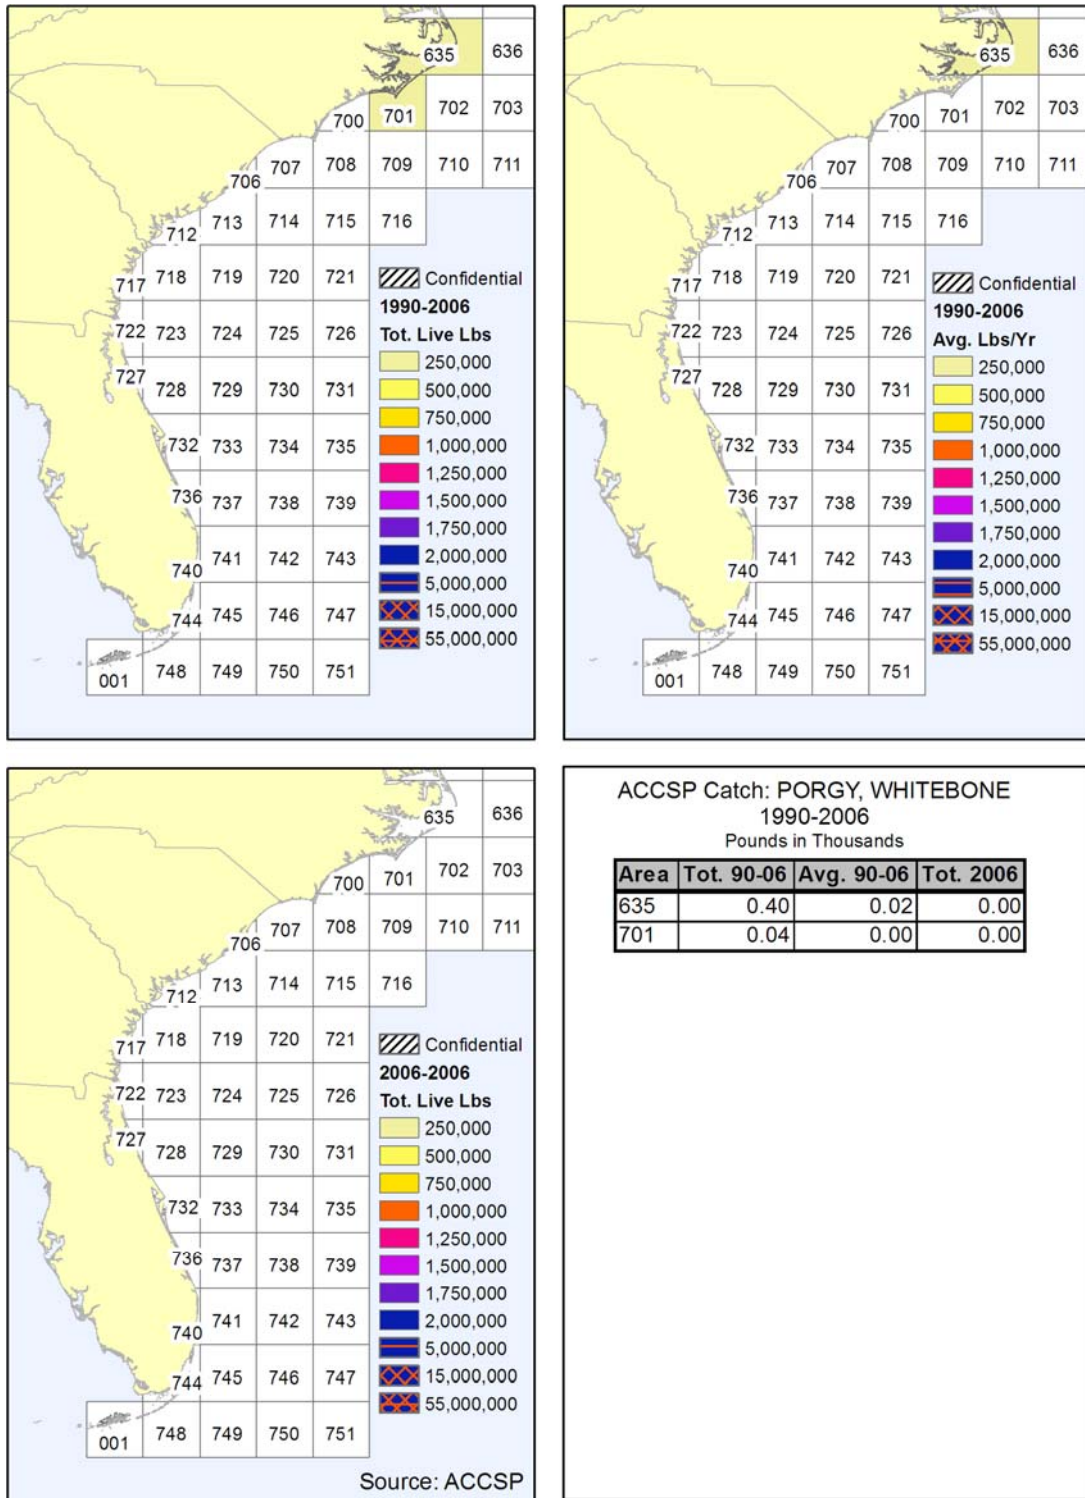 635 636
700 701 702 703
706 707 708 709 710 711
712 713 714 715 716
717 718 719 720 721
722 723 724 725 726
727 728 729 730 731
732 733 734 735
736 737 738 739
740 741 742 743
744 745 746 747
001 748 749 750 751
Confidential
1990-2006
Tot. Live Lbs
250,000
500,000
750,000
1,000,000
1,250,000
1,500,000
1,750,000
2,000,000
5,000,000
15,000,000
55,000,000
635 636
700 701 702 703
706 707 708 709 710 711
712 713 714 715 716
717 718 719 720 721
722 723 724 725 726
727 728 729 730 731
732 733 734 735
736 737 738 739
740 741 742 743
744 745 746 747
001 748 749 750 751
Confidential
1990-2006
Avg. Lbs/Yr
250,000
500,000
750,000
1,000,000
1,250,000
1,500,000
1,750,000
2,000,000
5,000,000
15,000,000
55,000,000
635 636
700 701 702 703
706 707 708 709 710 711
712 713 714 715 716
717 718 719 720 721
722 723 724 725 726
727 728 729 730 731
732 733 734 735
736 737 738 739
740 741 742 743
744 745 746 747
001 748 749 750 751
Confidential
2006-2006
Tot. Live Lbs
250,000
500,000
750,000
1,000,000
1,250,000
1,500,000
1,750,000
2,000,000
5,000,000
15,000,000
55,000,000
Source: ACCSP
ACCSP Catch: PORGY, WHITEBONE
1990-2006
Pounds in Thousands
Area Tot. 90-06 Avg. 90-06 Tot. 2006
635 0.40 0.02 0.00
701 0.04 0.00 0.00